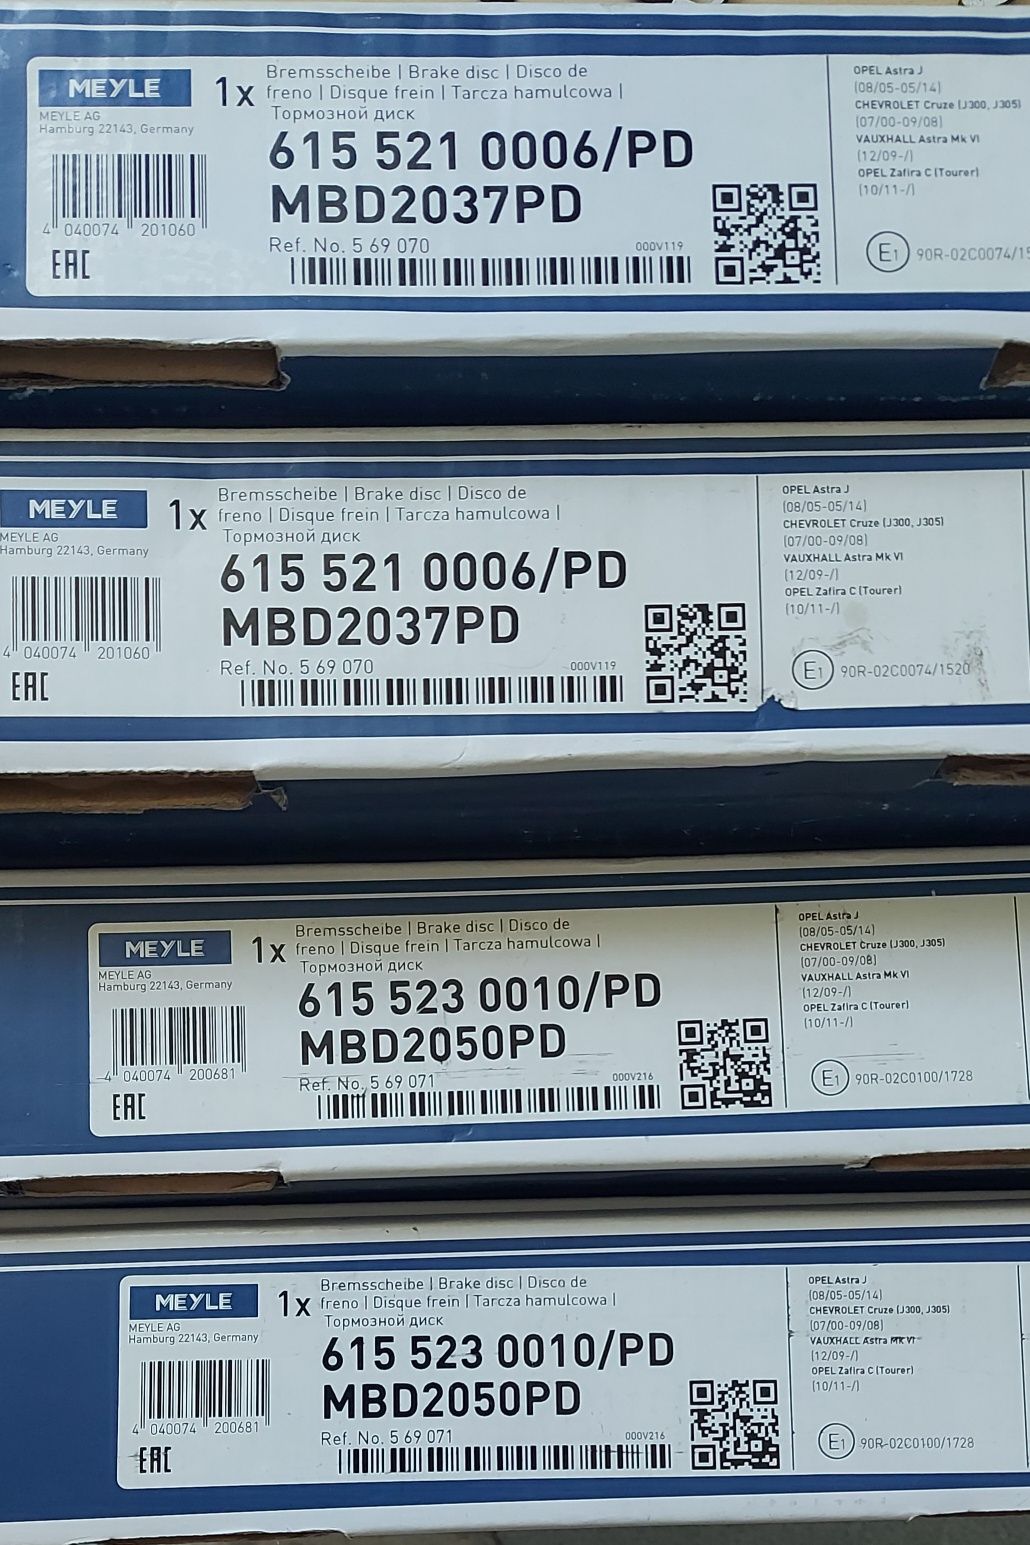 MEYLE
MEYLE AG
Hamburg 22143, Germany
4 040074 201060
EAC
1x
Bremsscheibe | Brake disc | Disco de
freno | Disque frein | Tarcza hamulcowa |
Тормозной диск
615 521 0006/PD
MBD2037PD
Ref. No. 5 69 070
000V119
OPEL Astra J
(08/05-05/14)
CHEVROLET Cruze (J300, J305)
(07/00-09/08)
VAUXHALL Astra Mk VI
(12/09-/)
OPEL Zafira C (Tourer)
(10/11-/)
E1 90R-02C0074/15
MEYLE
MEYLE AG
Hamburg 22143, Germany
4 040074 201060
EAC
1x
Bremsscheibe | Brake disc | Disco de
freno | Disque frein | Tarcza hamulcowa |
Тормозной диск
615 521 0006/PD
MBD2037PD
Ref. No. 5 69 070
000V119
OPEL Astra J
(08/05-05/14)
CHEVROLET Cruze (J300, J305)
(07/00-09/08)
VAUXHALL Astra Mk VI
(12/09-/)
OPEL Zafira C (Tourer)
(10/11-/)
E1 90R-02C0074/1520
MEYLE
MEYLE AG
Hamburg 22143, Germany
4 040074 200681
EAC
1x
Bremsscheibe | Brake disc | Disco de
freno | Disque frein | Tarcza hamulcowa |
Тормозной диск
615 523 0010/PD
MBD2050PD
Ref. No. 5 69 071
000V216
OPEL Astra J
(08/05-05/14)
CHEVROLET Cruze (J300, J305)
(07/00-09/08)
VAUXHALL Astra Mk VI
(12/09-/)
OPEL Zafira C (Tourer)
(10/11-/)
E1 90R-02C0100/1728
MEYLE
MEYLE AG
Hamburg 22143, Germany
4 040074 200681
EAC
1x
Bremsscheibe | Brake disc | Disco de
freno | Disque frein | Tarcza hamulcowa |
Тормозной диск
615 523 0010/PD
MBD2050PD
Ref. No. 5 69 071
000V216
OPEL Astra J
(08/05-05/14)
CHEVROLET Cruze (J300, J305)
(07/00-09/08)
VAUXHALL Astra Mk VI
(12/09-/)
OPEL Zafira C (Tourer)
(10/11-/)
E1 90R-02C0100/1728